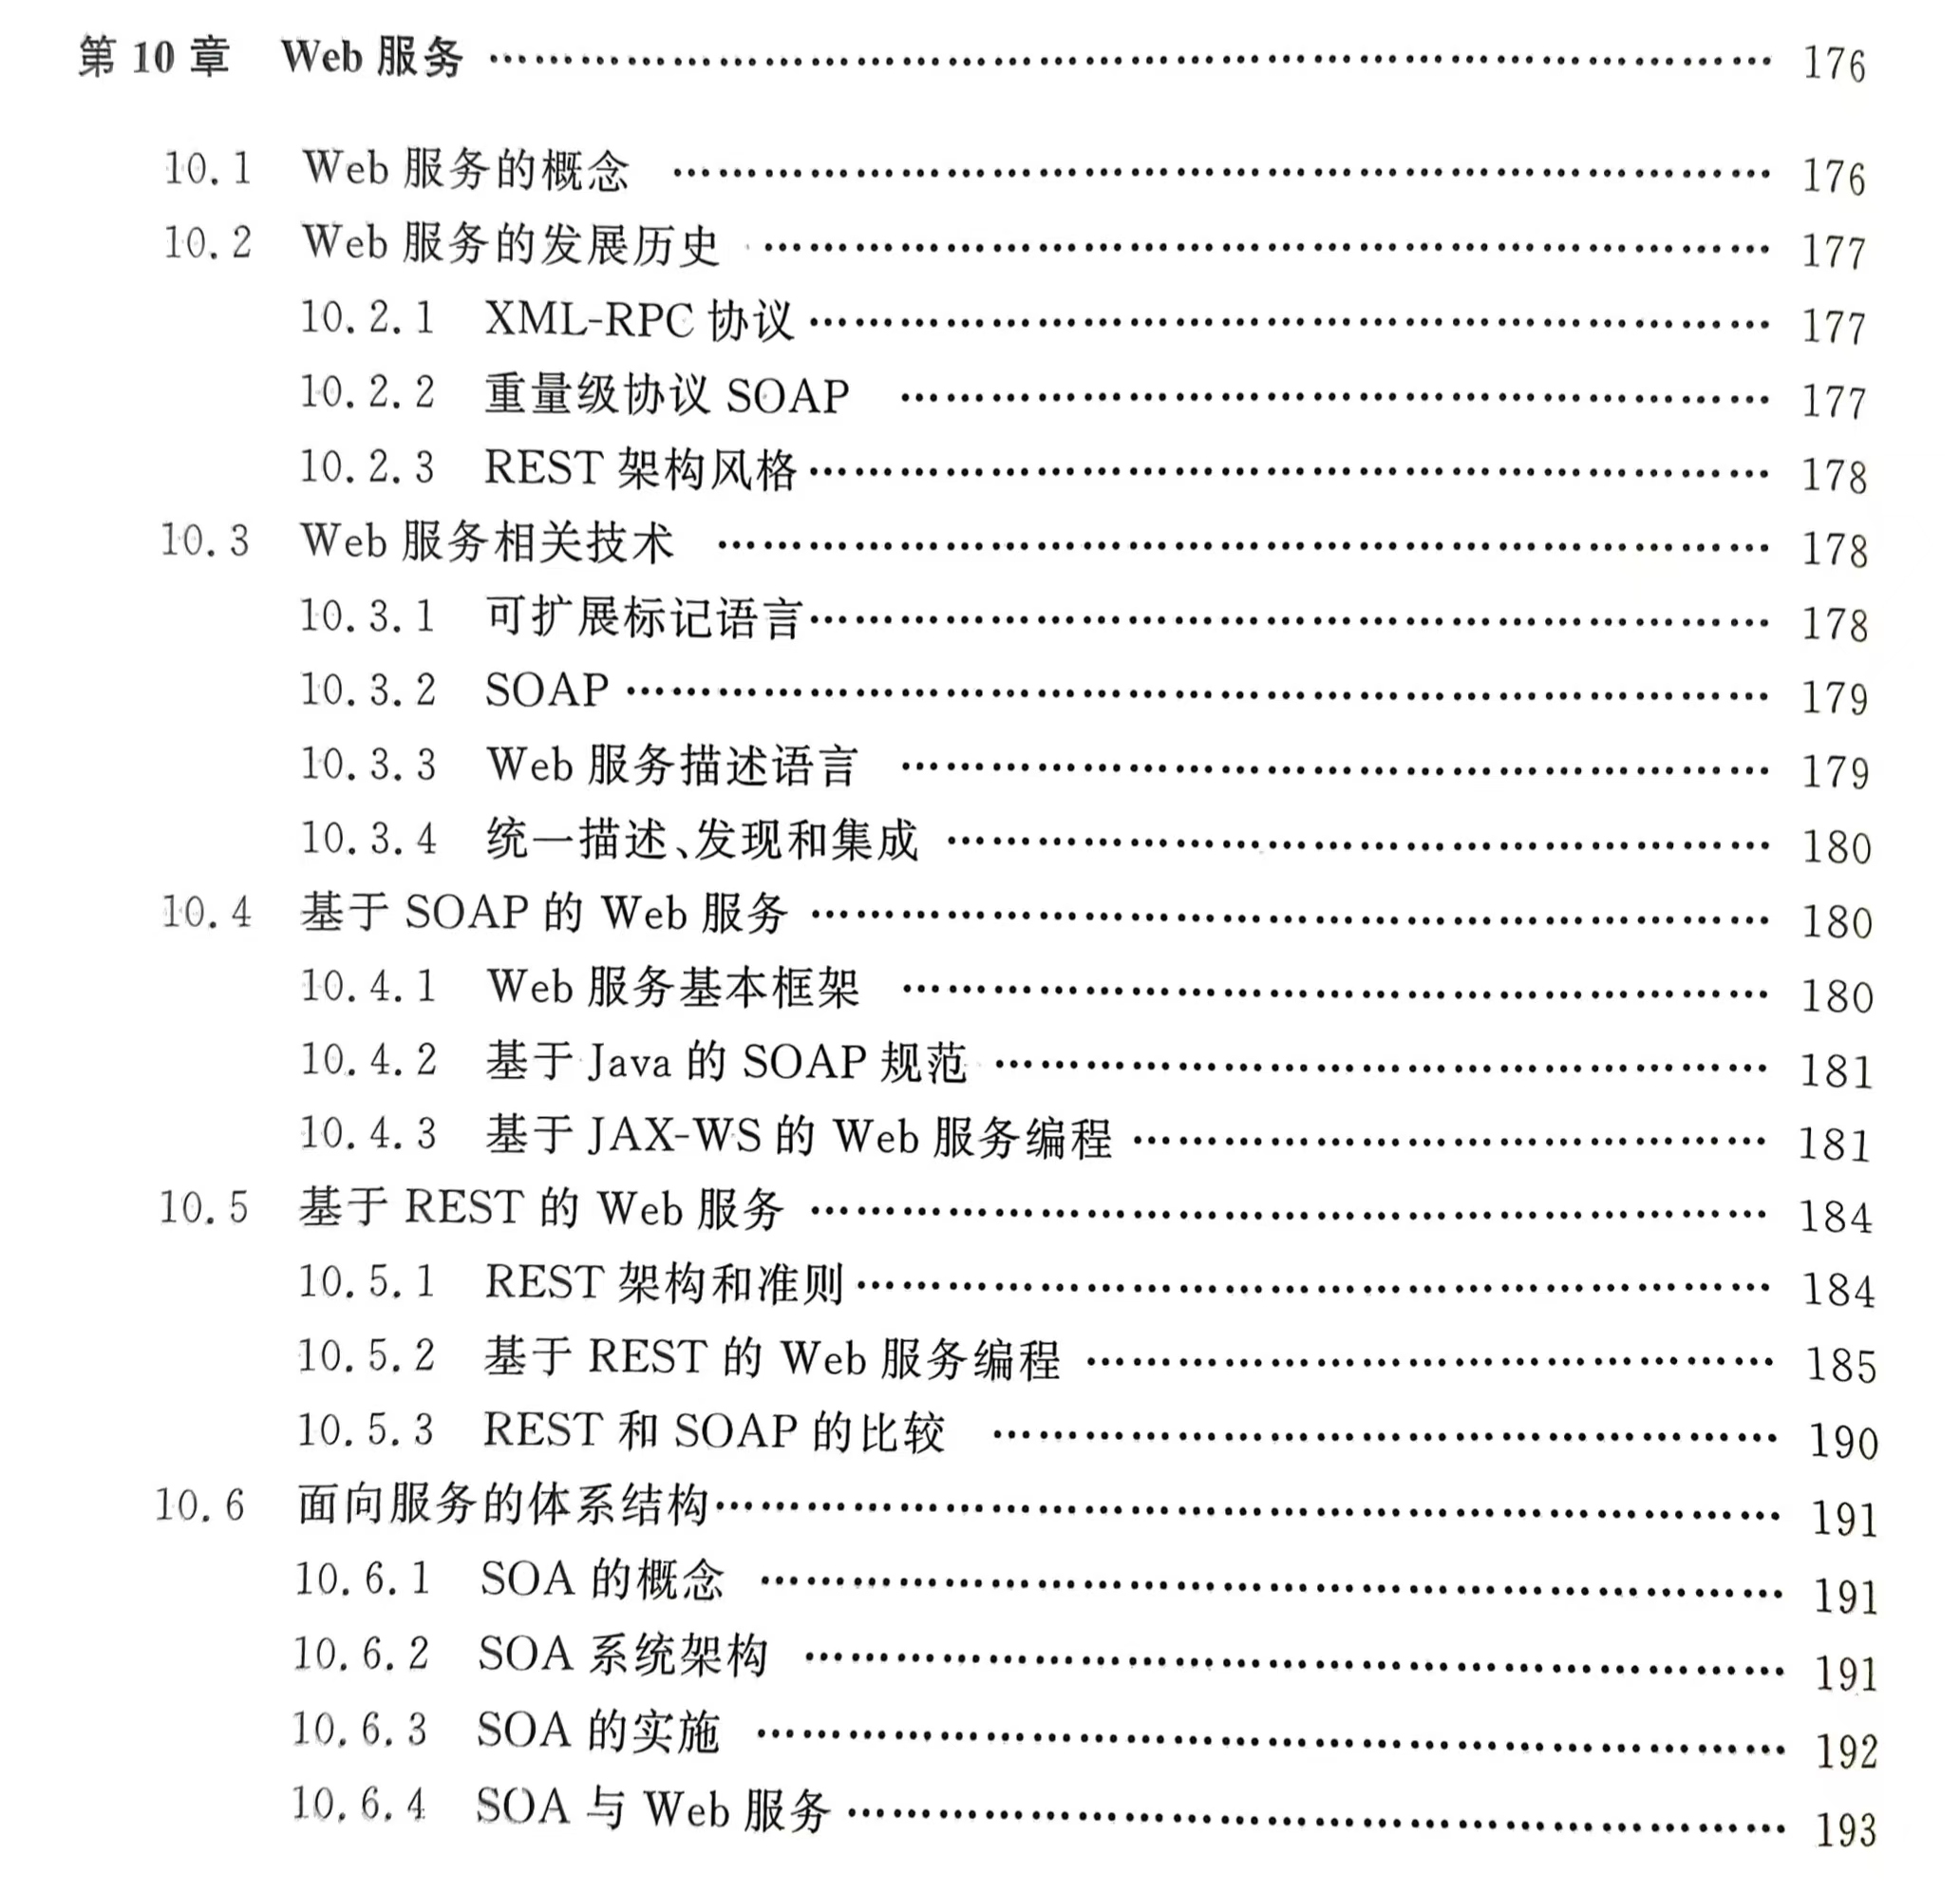 第 10 章 Web 服务 …… 176
10.1 Web 服务的概念 …… 176
10.2 Web 服务的发展历史 …… 177
10.2.1 XML-RPC 协议 …… 177
10.2.2 重量级协议 SOAP …… 177
10.2.3 REST 架构风格 …… 178
10.3 Web 服务相关技术 …… 178
10.3.1 可扩展标记语言 …… 178
10.3.2 SOAP …… 179
10.3.3 Web 服务描述语言 …… 179
10.3.4 统一描述、发现和集成 …… 180
10.4 基于 SOAP 的 Web 服务 …… 180
10.4.1 Web 服务基本框架 …… 180
10.4.2 基于 Java 的 SOAP 规范 …… 181
10.4.3 基于 JAX-WS 的 Web 服务编程 …… 181
10.5 基于 REST 的 Web 服务 …… 184
10.5.1 REST 架构和准则 …… 184
10.5.2 基于 REST 的 Web 服务编程 …… 185
10.5.3 REST 和 SOAP 的比较 …… 190
10.6 面向服务的体系结构 …… 191
10.6.1 SOA 的概念 …… 191
10.6.2 SOA 系统架构 …… 191
10.6.3 SOA 的实施 …… 192
10.6.4 SOA 与 Web 服务 …… 193